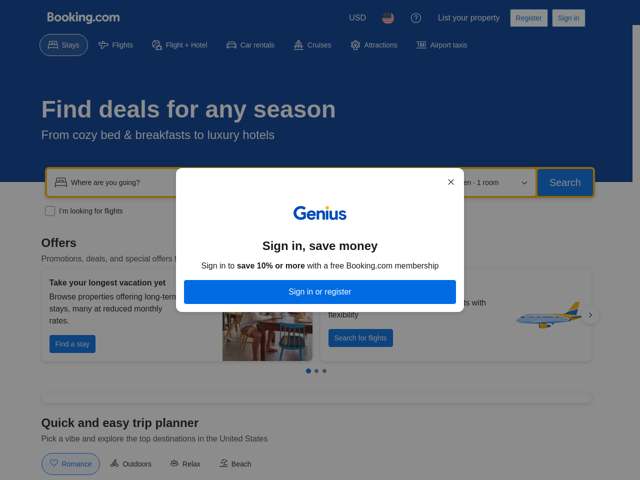 Booking.com
USD
List your property
Register
Sign in
Stays
Flights
Flight + Hotel
Car rentals
Cruises
Attractions
Airport taxis
Find deals for any season
From cozy bed & breakfasts to luxury hotels
Where are you going?
· 1 room
Search
I'm looking for flights
Genius
Sign in, save money
Sign in to save 10% or more with a free Booking.com membership
Sign in or register
Offers
Promotions, deals, and special offers
Take your longest vacation yet
Browse properties offering long-term
stays, many at reduced monthly
rates.
Find a stay
with
flexibility
Search for flights
Quick and easy trip planner
Pick a vibe and explore the top destinations in the United States
Romance
Outdoors
Relax
Beach